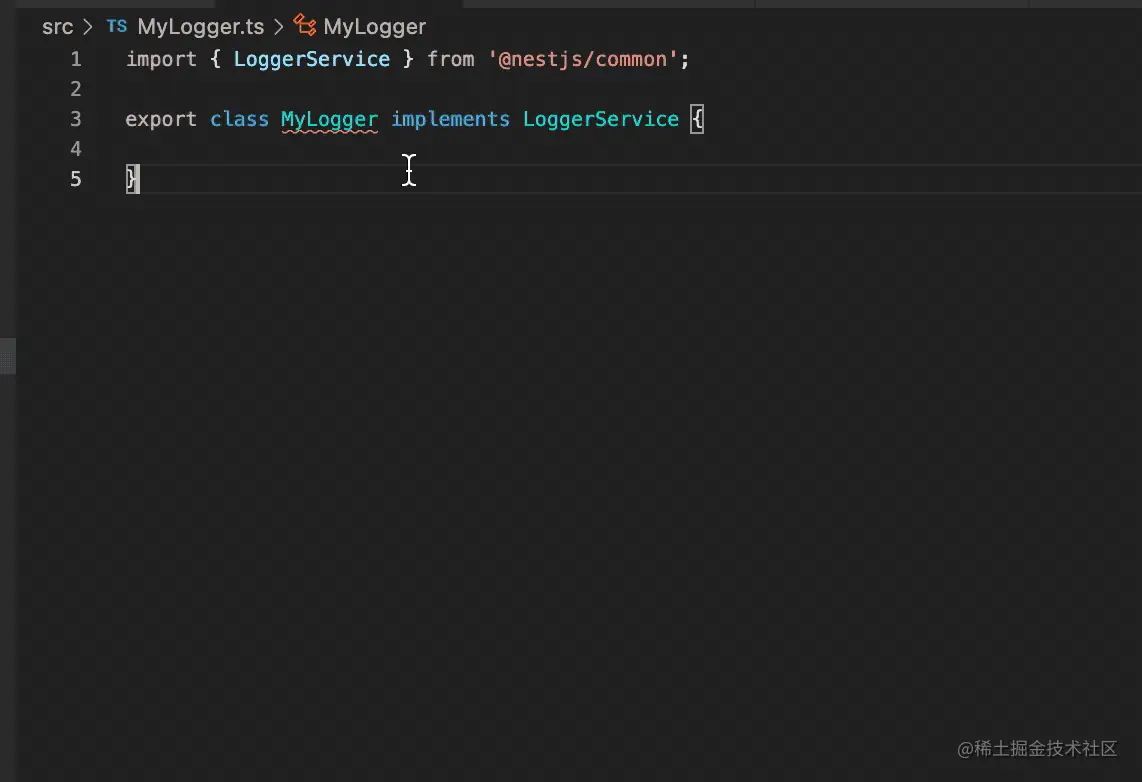 src > TS MyLogger.ts > MyLogger
1 import { LoggerService } from '@nestjs/common';
2
3 export class MyLogger implements LoggerService {
4
5 }
@稀土掘金技术社区